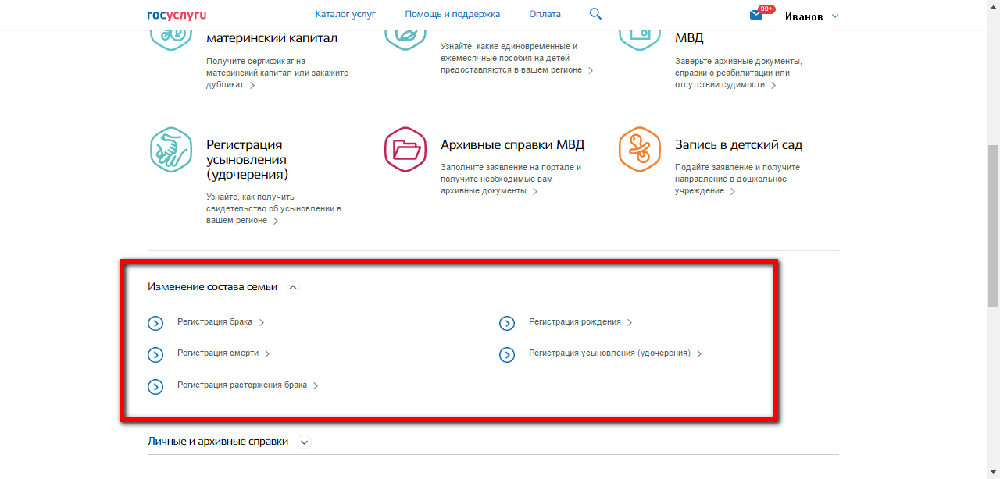 госуслуги
Каталог услуг
Помощь и поддержка
Оплата
99+
Иванов
материнский капитал
Получите сертификат на
материнский капитал или закажите
дубликат
Узнайте, какие единовременные и
ежемесячные пособия на детей
предоставляются в вашем регионе
МВД
Заверьте архивные документы,
справки о реабилитации или
отсутствии судимости
Регистрация
усыновления
(удочерения)
Узнайте, как получить
свидетельство об усыновлении в
вашем регионе
Архивные справки МВД
Заполните заявление на портале и
получите необходимые вам
архивные документы
Запись в детский сад
Подайте заявление и получите
направление в дошкольное
учреждение
Изменение состава семьи
Регистрация брака
Регистрация рождения
Регистрация смерти
Регистрация усыновления (удочерения)
Регистрация расторжения брака
Личные и архивные справки